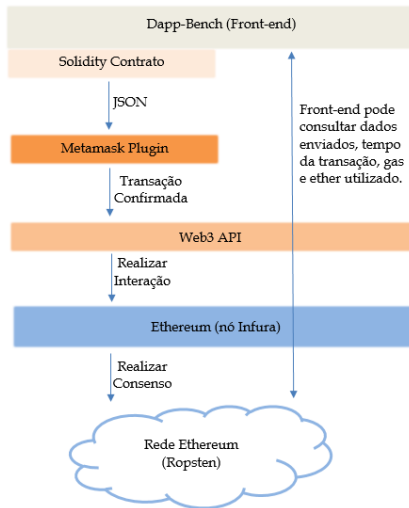 Dapp-Bench (Front-end)
Solidity Contrato
JSON
Front-end pode
consultar dados
enviados, tempo
da transação, gas
e ether utilizado.
Metamask Plugin
Transação
Confirmada
Web3 API
Realizar
Interação
Ethereum (nó Infura)
Realizar
Consenso
Rede Ethereum
(Ropsten)